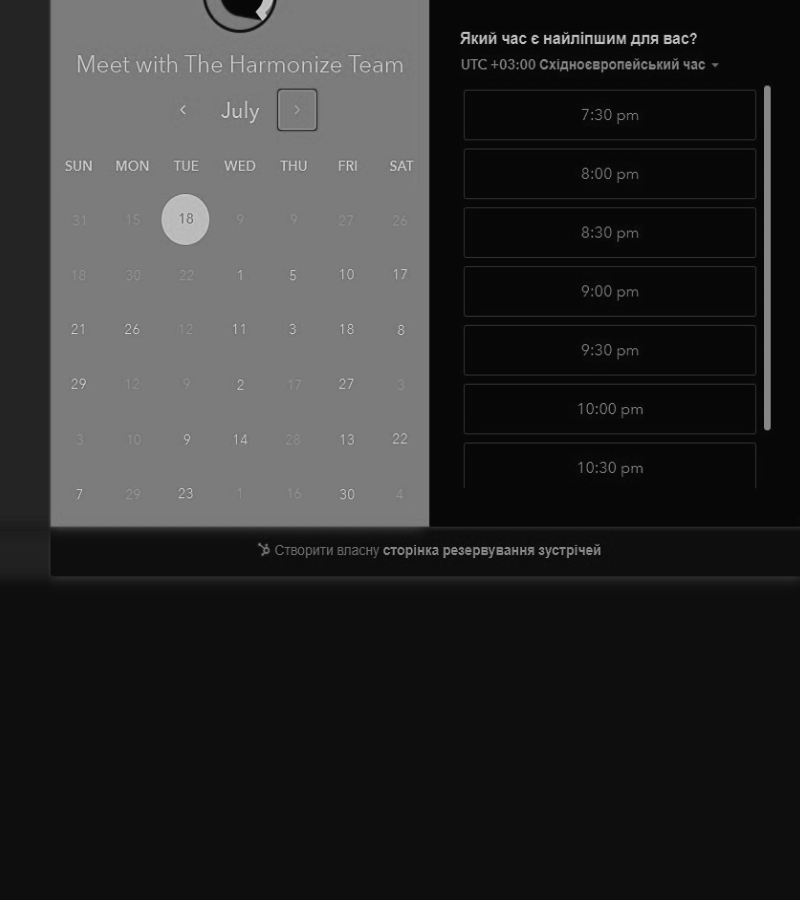 Meet with The Harmonize Team
July
SUN MON TUE WED THU FRI SAT
31 15 18 9 9 27 26
18 30 22 1 5 10 17
21 26 12 11 3 18 8
29 12 9 2 17 27 3
3 10 9 14 28 13 22
7 29 23 1 16 30 4
Який час є найліпшим для вас?
UTC +03:00 Східноєвропейський час
7:30 pm
8:00 pm
8:30 pm
9:00 pm
9:30 pm
10:00 pm
10:30 pm
Створити власну сторінка резервування зустрічей